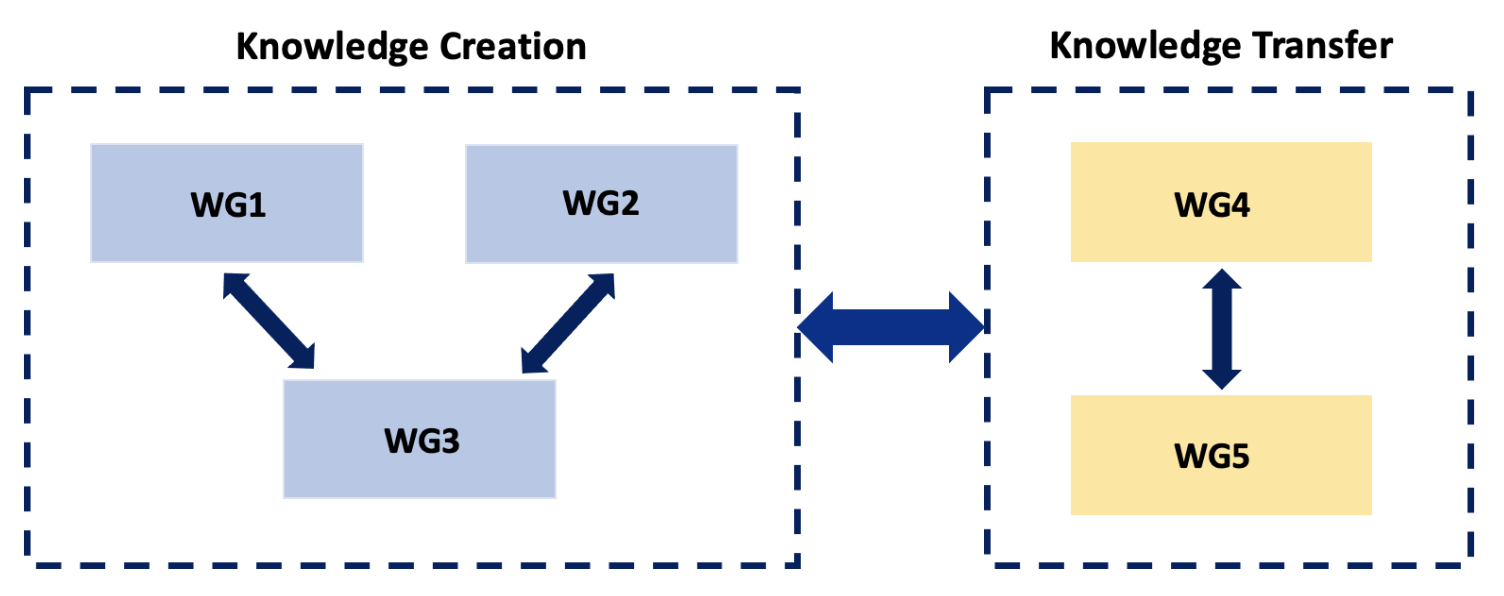 Knowledge Creation
Knowledge Transfer
WG1
WG2
WG3
WG4
WG5